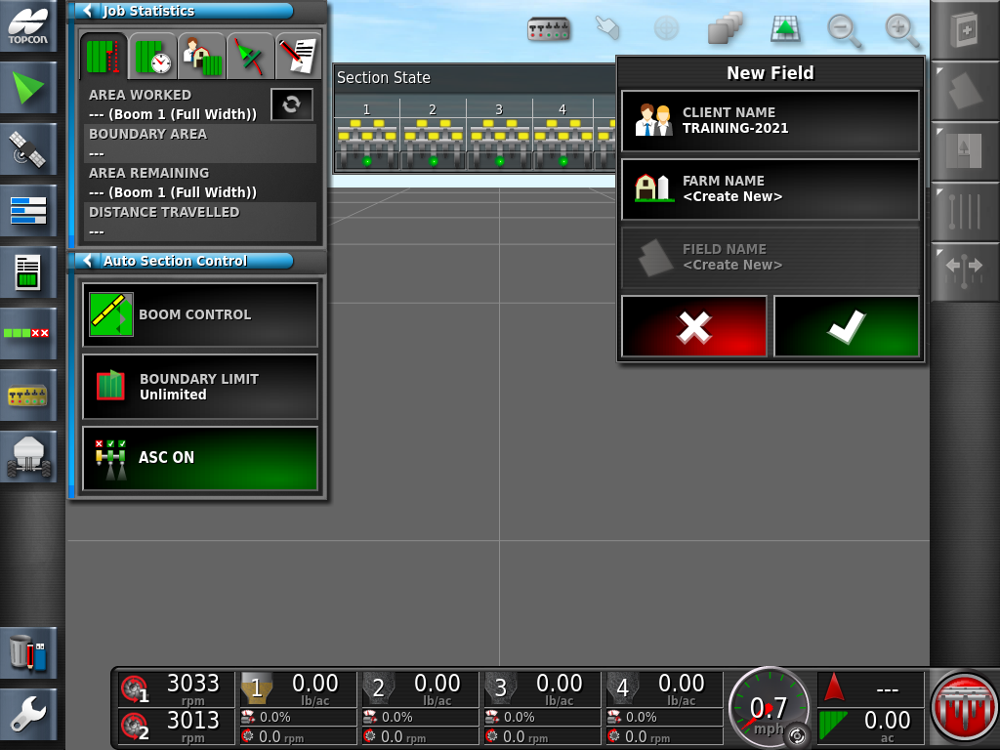 TOPCON
Job Statistics
AREA WORKED
--- (Boom 1 (Full Width))
BOUNDARY AREA
---
AREA REMAINING
--- (Boom 1 (Full Width))
DISTANCE TRAVELLED
---
Auto Section Control
BOOM CONTROL
BOUNDARY LIMIT
Unlimited
ASC ON
Section State
1 2 3 4
New Field
CLIENT NAME
TRAINING-2021
FARM NAME
<Create New>
FIELD NAME
<Create New>
1 3033 rpm
2 3013 rpm
1 0.00 lb/ac
0.0%
0.0 rpm
2 0.00 lb/ac
0.0%
0.0 rpm
3 0.00 lb/ac
0.0%
0.0 rpm
4 0.00 lb/ac
0.0%
0.0 rpm
0.7
mph
---
0.00
ac